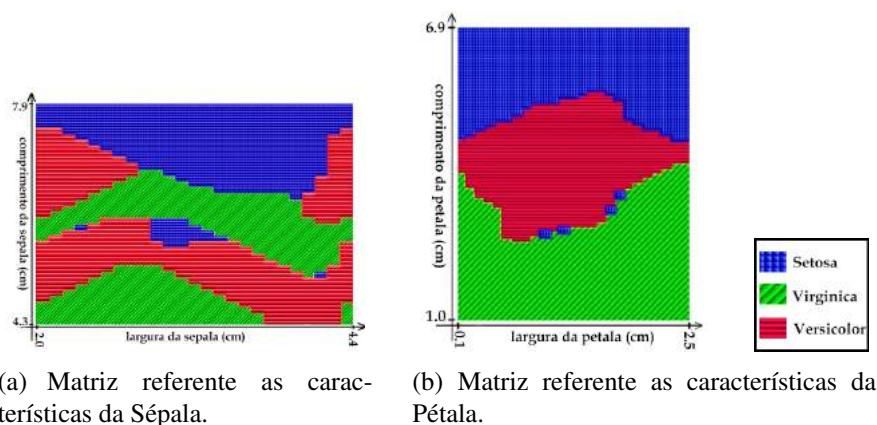 7.9
comprimento da sepala (cm)
4.3
2.0
largura da sepala (cm)
4.4
6.9
comprimento da petala (cm)
1.0
0.1
largura da petala (cm)
2.5
Setosa
Virginica
Versicolor
(a) Matriz referente as carac-
terísticas da Sépala.
(b) Matriz referente as características da
Pétala.